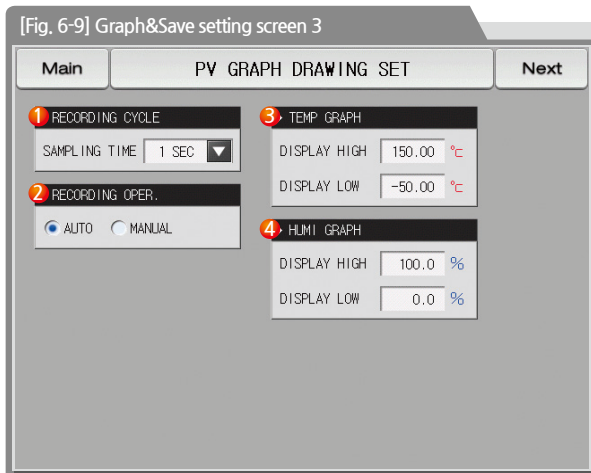 [Fig. 6-9] Graph&Save setting screen 3
Main PV GRAPH DRAWING SET Next
1 RECORDING CYCLE
SAMPLING TIME 1 SEC
2 RECORDING OPER.
AUTO MANUAL
3 TEMP GRAPH
DISPLAY HIGH 150.00 ℃
DISPLAY LOW -50.00 ℃
4 HUMI GRAPH
DISPLAY HIGH 100.0 %
DISPLAY LOW 0.0 %